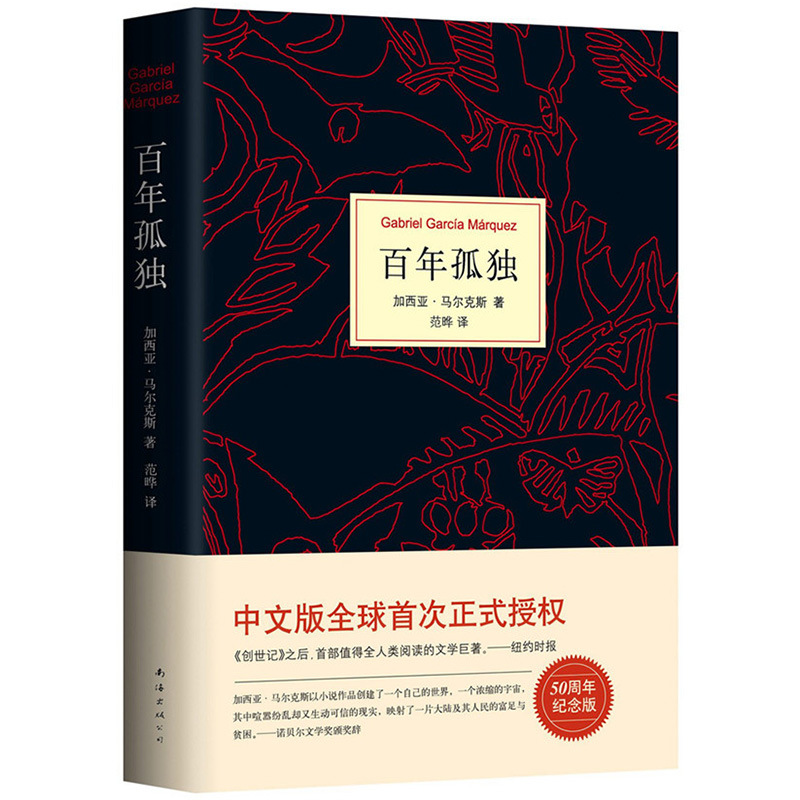 Gabriel
García
Márquez
百年孤独
加西亚·马尔克斯 著
范晔 译
南海出版公司
Gabriel García Márquez
百年孤独
加西亚·马尔克斯 著
范晔 译
中文版全球首次正式授权
《创世记》之后,首部值得全人类阅读的文学巨著。——纽约时报
加西亚·马尔克斯以小说作品创建了一个自己的世界,一个浓缩的宇宙,
其中喧嚣纷乱却又生动可信的现实,映射了一片大陆及其人民的富足与
贫困。——诺贝尔文学奖颁奖辞
50周年
纪念版